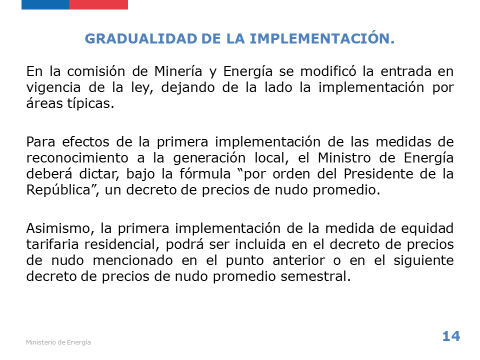 GRADUALIDAD DE LA IMPLEMENTACIÓN.
En la comisión de Minería y Energía se modificó la entrada en
vigencia de la ley, dejando de la lado la implementación por
áreas típicas.
Para efectos de la primera implementación de las medidas de
reconocimiento a la generación local, el Ministro de Energía
deberá dictar, bajo la fórmula “por orden del Presidente de la
República”, un decreto de precios de nudo promedio.
Asimismo, la primera implementación de la medida de equidad
tarifaria residencial, podrá ser incluida en el decreto de precios
de nudo mencionado en el punto anterior o en el siguiente
decreto de precios de nudo promedio semestral.
Ministerio de Energía
14